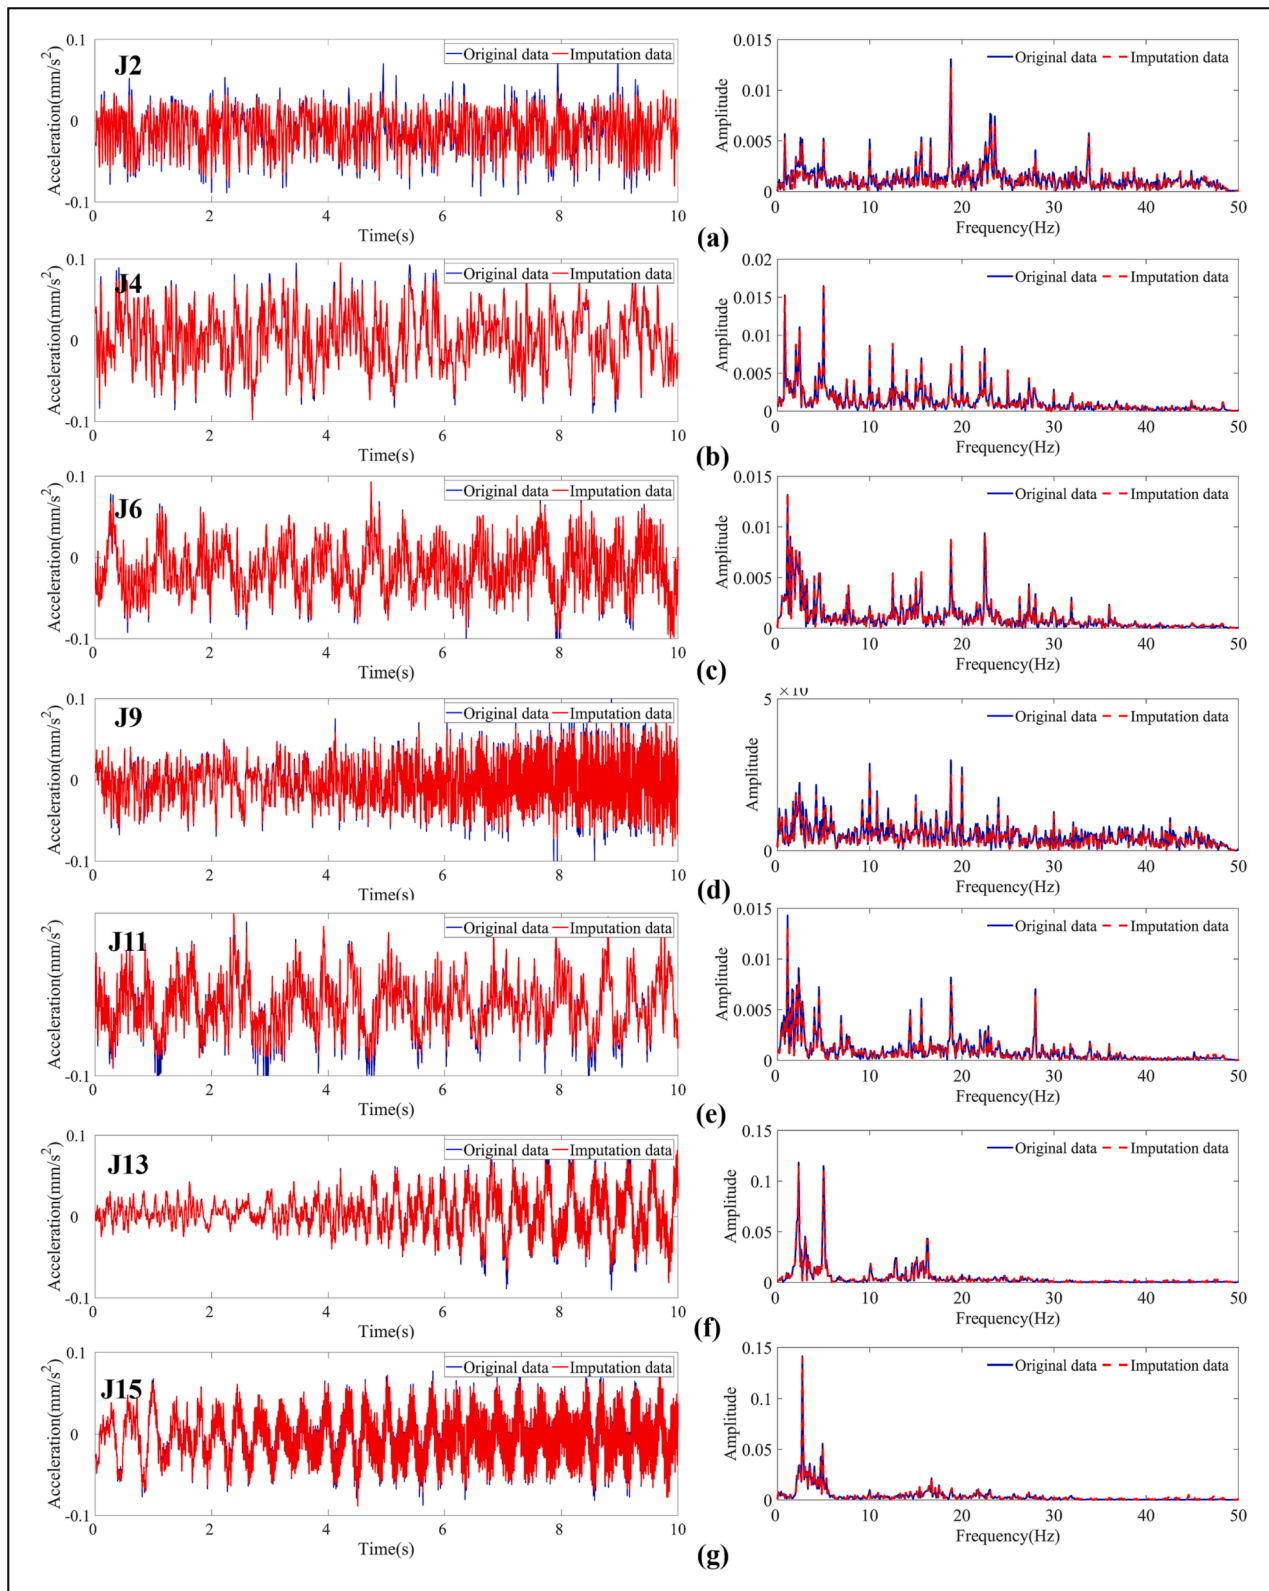 0.1
J2
Original data Imputation data
Acceleration(mm/s²)
0
-0.1
0 2 4 6 8 10
Time(s)
0.015
Original data Imputation data
0.01
Amplitude
0.005
0
0 10 20 30 40 50
Frequency(Hz)
(a)
0.1
J4
Original data Imputation data
Acceleration(mm/s²)
0
-0.1
0 2 4 6 8 10
Time(s)
0.02
Original data Imputation data
0.015
Amplitude
0.01
0.005
0
0 10 20 30 40 50
Frequency(Hz)
(b)
0.1
J6
Original data Imputation data
Acceleration(mm/s²)
0
-0.1
0 2 4 6 8 10
Time(s)
0.015
Original data Imputation data
0.01
Amplitude
0.005
0
0 10 20 30 40 50
Frequency(Hz)
(c)
0.1
J9
Original data Imputation data
Acceleration(mm/s²)
0
-0.1
0 2 4 6 8 10
Time(s)
×10
5
Original data Imputation data
Amplitude
0
0 10 20 30 40 50
Frequency(Hz)
(d)
0.1
J11
Original data Imputation data
Acceleration(mm/s²)
0
-0.1
0 2 4 6 8 10
Time(s)
0.015
Original data Imputation data
0.01
Amplitude
0.005
0
0 10 20 30 40 50
Frequency(Hz)
(e)
0.1
J13
Original data Imputation data
Acceleration(mm/s²)
0
-0.1
0 2 4 6 8 10
Time(s)
0.15
Original data Imputation data
0.1
Amplitude
0.05
0
0 10 20 30 40 50
Frequency(Hz)
(f)
0.1
J15
Original data Imputation data
Acceleration(mm/s²)
0
-0.1
0 2 4 6 8 10
Time(s)
0.15
Original data Imputation data
0.1
Amplitude
0.05
0
0 10 20 30 40 50
Frequency(Hz)
(g)